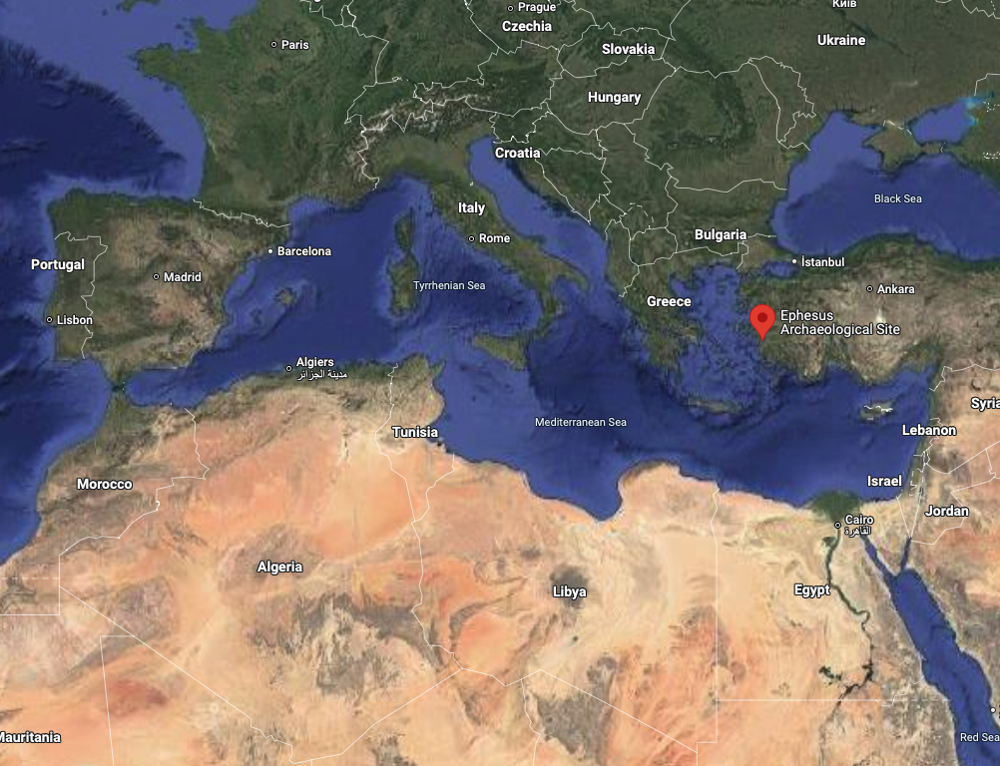 Prague
Київ
Czechia
Paris
Ukraine
Slovakia
Hungary
Croatia
Black Sea
Italy
Bulgaria
Rome
Barcelona
Portugal
İstanbul
Madrid
Tyrrhenian Sea
Ankara
Greece
Ephesus
Archaeological Site
Lisbon
Algiers
مدينة الجزائر
Syria
Mediterranean Sea
Tunisia
Lebanon
Israel
Morocco
Jordan
Cairo
القاهرة
Algeria
Libya
Egypt
Mauritania
Red Sea